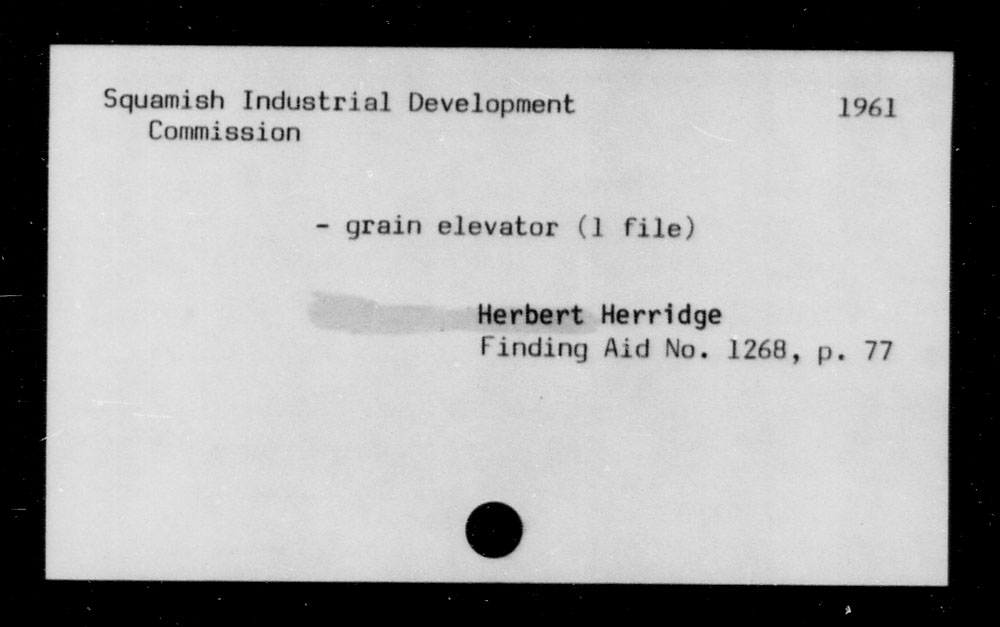 Squamish Industrial Development 1961
Commission
- grain elevator (1 file)
Herbert Herridge
Finding Aid No. 1268, p. 77